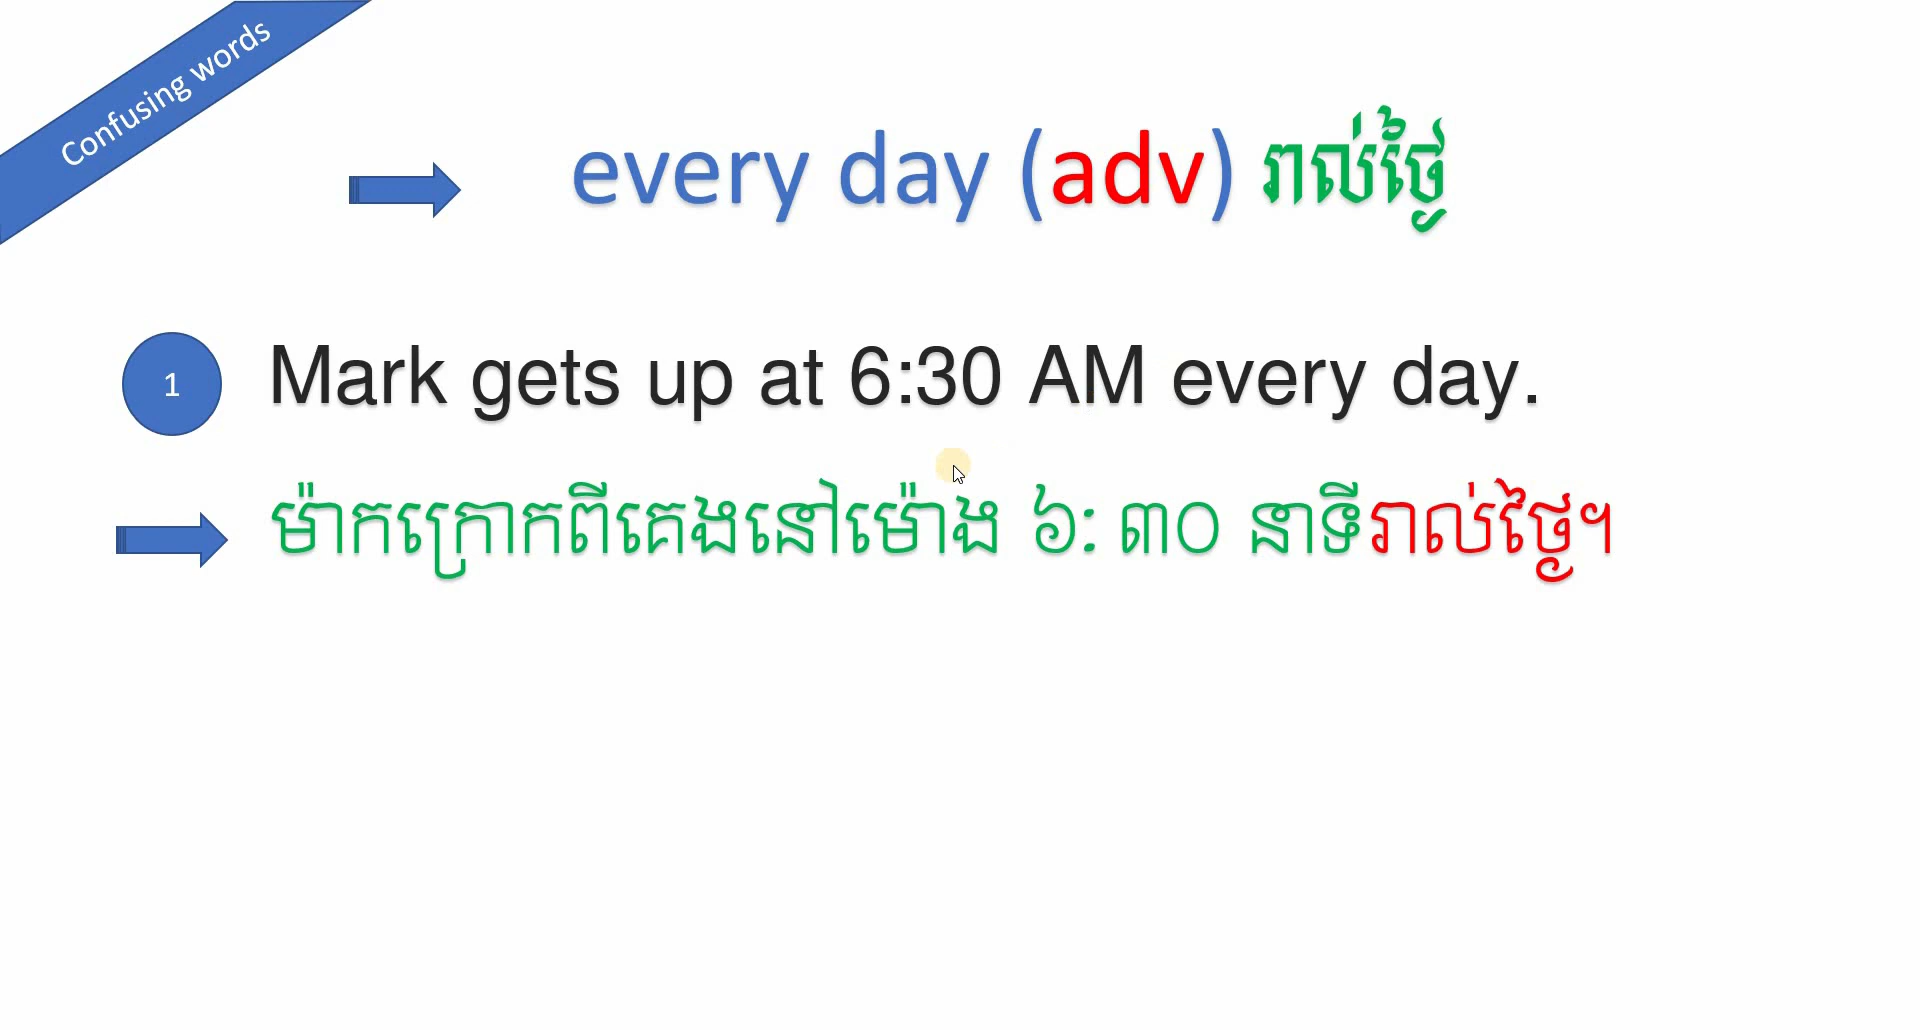 Confusing words
every day (adv) រាល់ថ្ងៃ
1 Mark gets up at 6:30 AM every day.
ម៉ាកក្រោកពីគេងនៅម៉ោង ៦: ៣០ នាទីរាល់ថ្ងៃ។